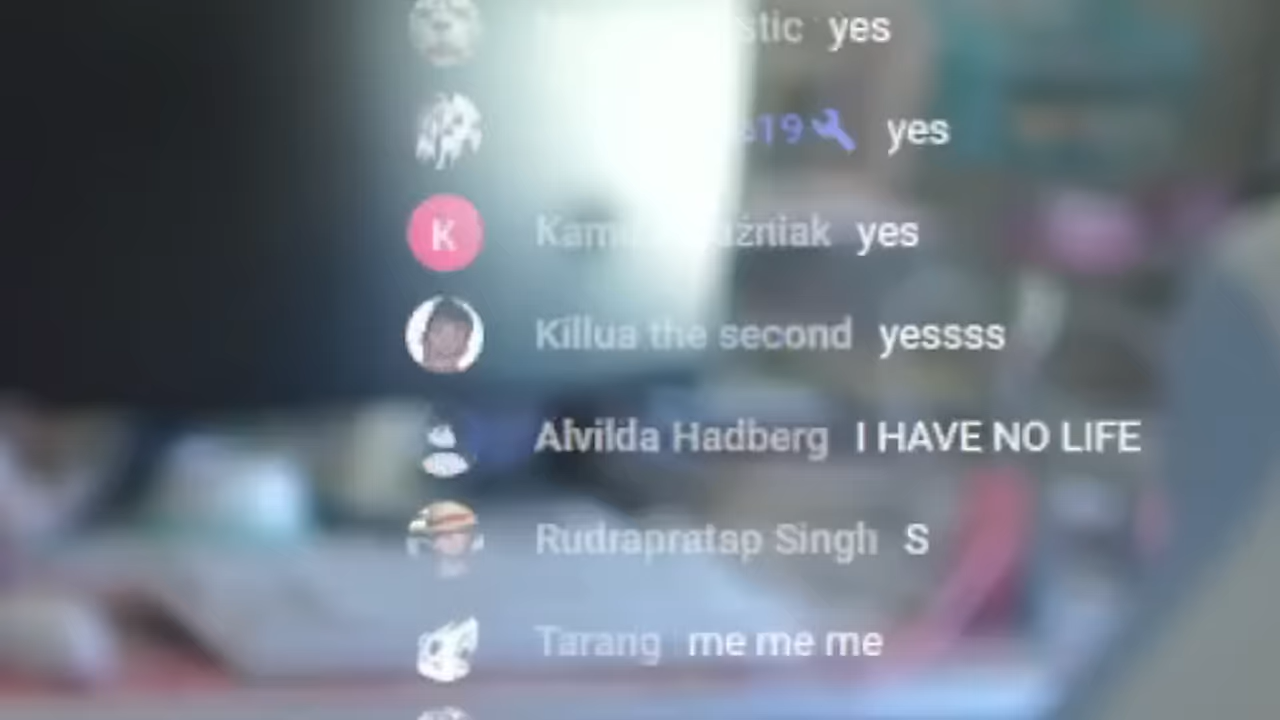 yes
yes
K yes
Killua the second yessss
Alvilda Hadberg I HAVE NO LIFE
Rudrapratap Singh S
Tarang me me me